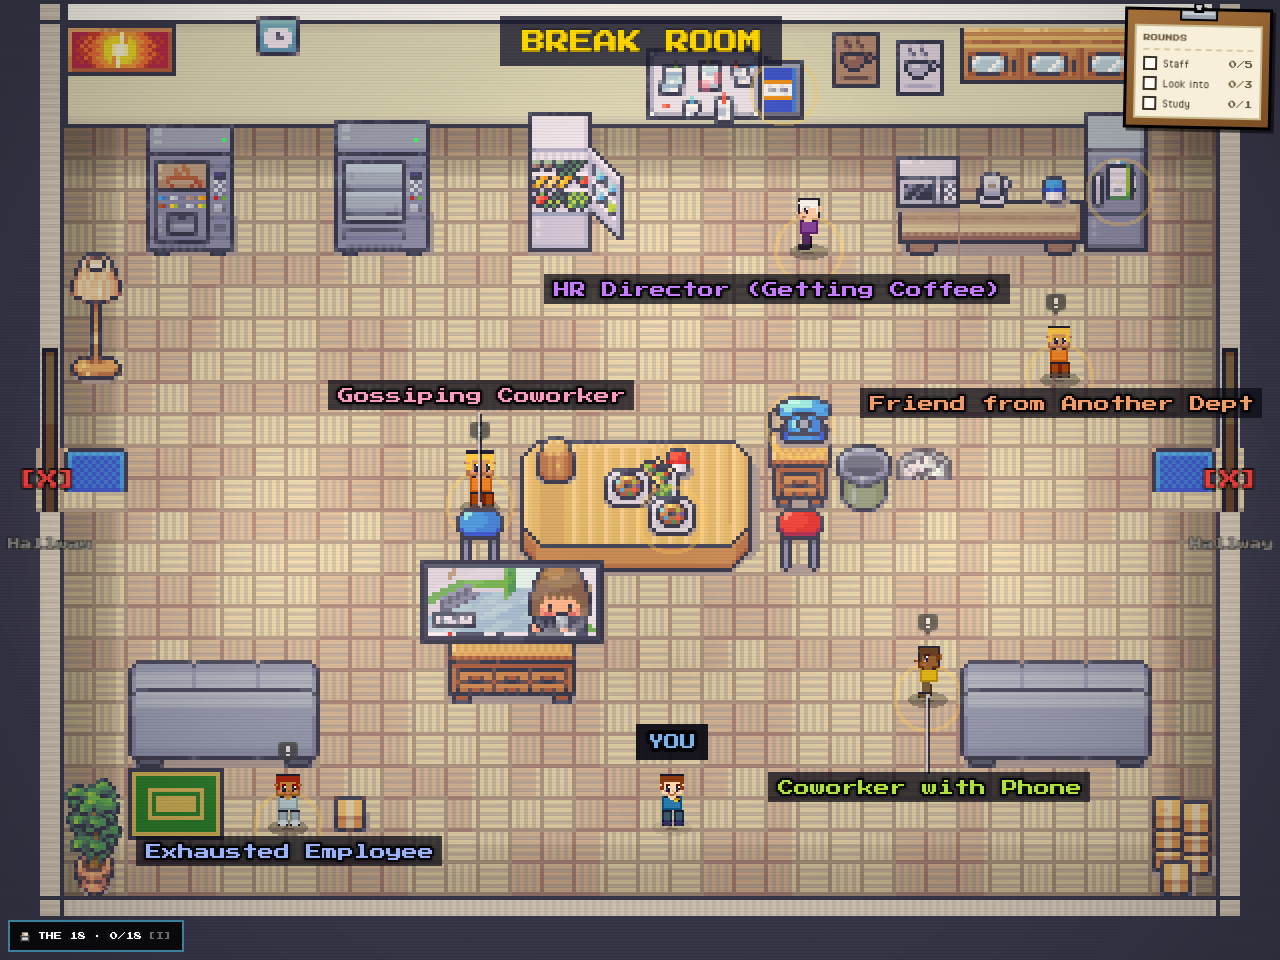 BREAK ROOM
ROUNDS
Staff 0/5
Look into 0/3
Study 0/1
HR Director (Getting Coffee)
!
Gossiping Coworker
Friend from Another Dept
!
[X]
[X]
Hallway
Hallway
!
YOU
!
Coworker with Phone
Exhausted Employee
THE 18 · 0/18 [I]